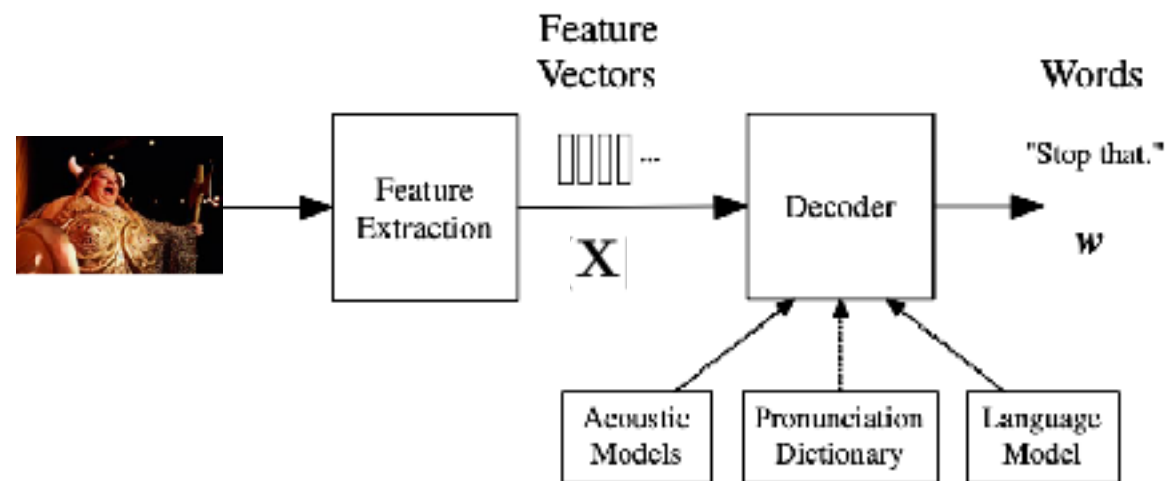 Feature
Vectors
Words
"Stop that."
...
Feature
Extraction
Decoder
X
w
Acoustic
Models
Pronunciation
Dictionary
Language
Model